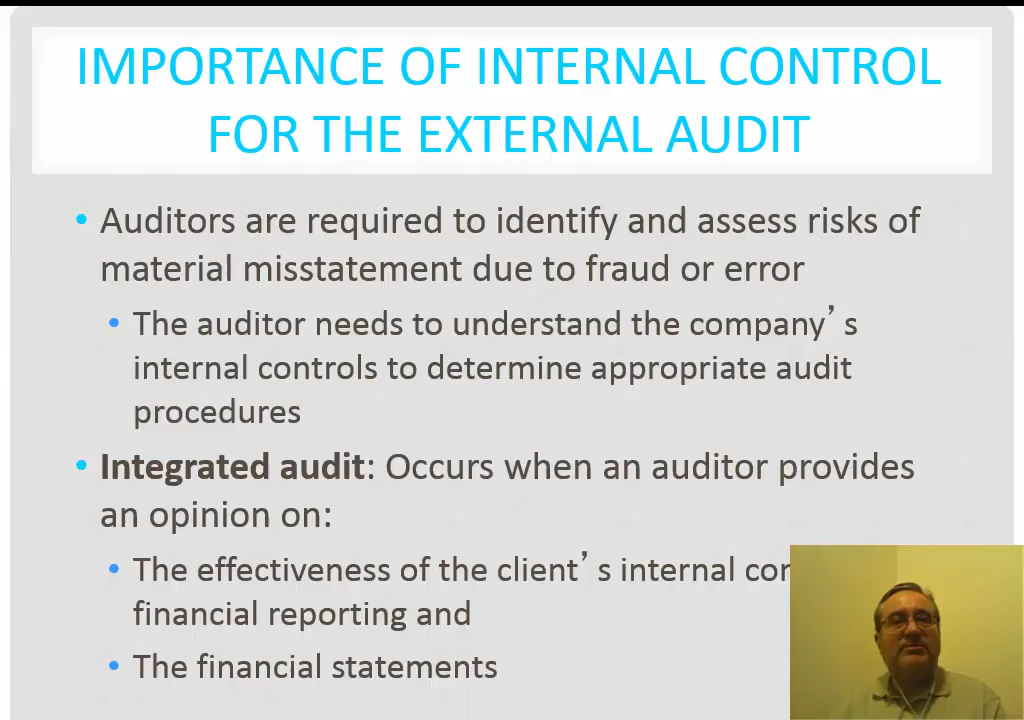 IMPORTANCE OF INTERNAL CONTROL
FOR THE EXTERNAL AUDIT
• Auditors are required to identify and assess risks of
material misstatement due to fraud or error
• The auditor needs to understand the company’s
internal controls to determine appropriate audit
procedures
• Integrated audit: Occurs when an auditor provides
an opinion on:
• The effectiveness of the client’s internal
financial reporting and
• The financial statements